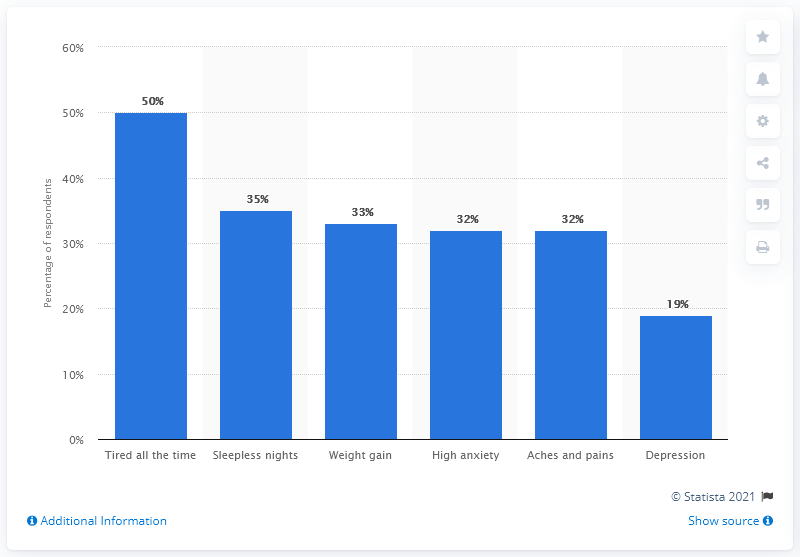 60%
50%
40%
30%
20%
10%
0%
Percentage of respondents
50%
35%
33%
32%
32%
19%
Tired all the time
Sleepless nights
Weight gain
High anxiety
Aches and pains
Depression
© Statista 2021
Additional Information
Show source